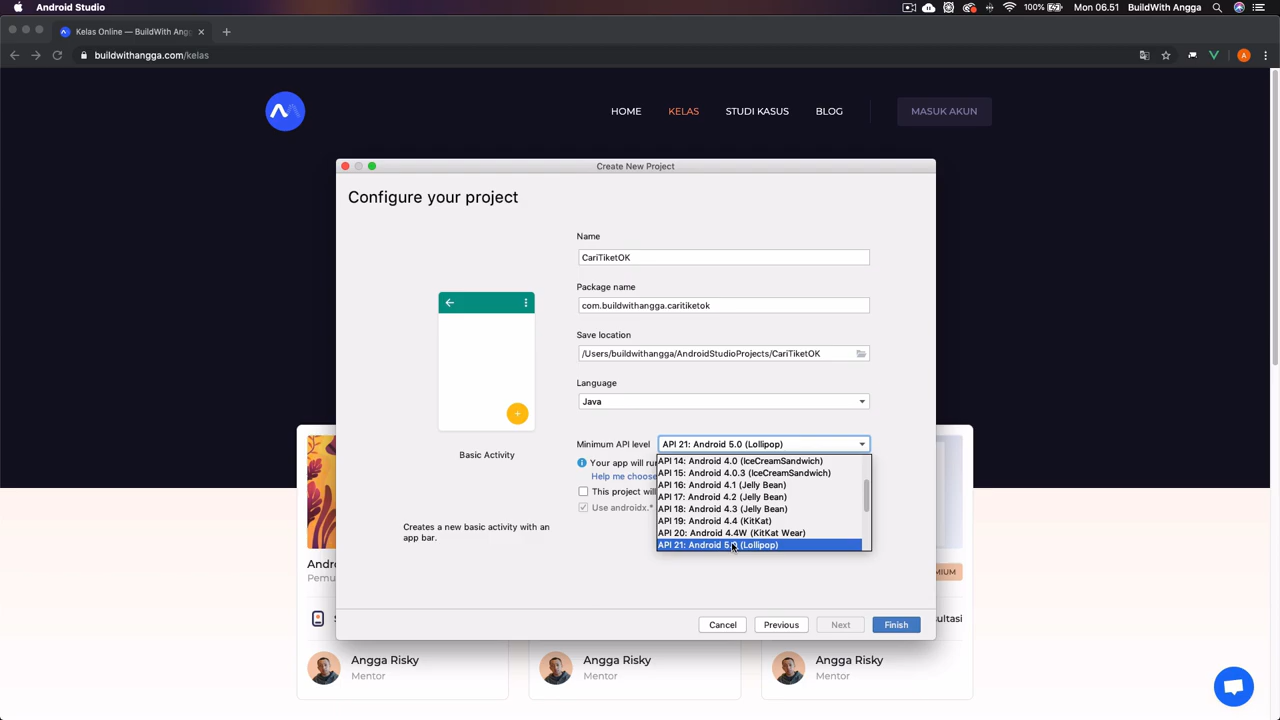 Android Studio
100%
Mon 06.51
BuildWith Angga
Kelas Online — BuildWith Ang
buildwithangga.com/kelas
A
HOME
KELAS
STUDI KASUS
BLOG
MASUK AKUN
Create New Project
Configure your project
Name
CariTiketOK
Package name
com.buildwithangga.caritiketok
Save location
/Users/buildwithangga/AndroidStudioProjects/CariTiketOK
Language
Java
Minimum API level
API 21: Android 5.0 (Lollipop)
API 14: Android 4.0 (IceCreamSandwich)
Your app will run
API 15: Android 4.0.3 (IceCreamSandwich)
Help me choose
API 16: Android 4.1 (Jelly Bean)
This project will
API 17: Android 4.2 (Jelly Bean)
Use androidx.*
API 18: Android 4.3 (Jelly Bean)
API 19: Android 4.4 (KitKat)
API 20: Android 4.4W (KitKat Wear)
API 21: Android 5.0 (Lollipop)
Basic Activity
Creates a new basic activity with an
app bar.
Cancel
Previous
Next
Finish
Andr
Pemu
S
MIUM
sultasi
Angga Risky
Mentor
Angga Risky
Mentor
Angga Risky
Mentor